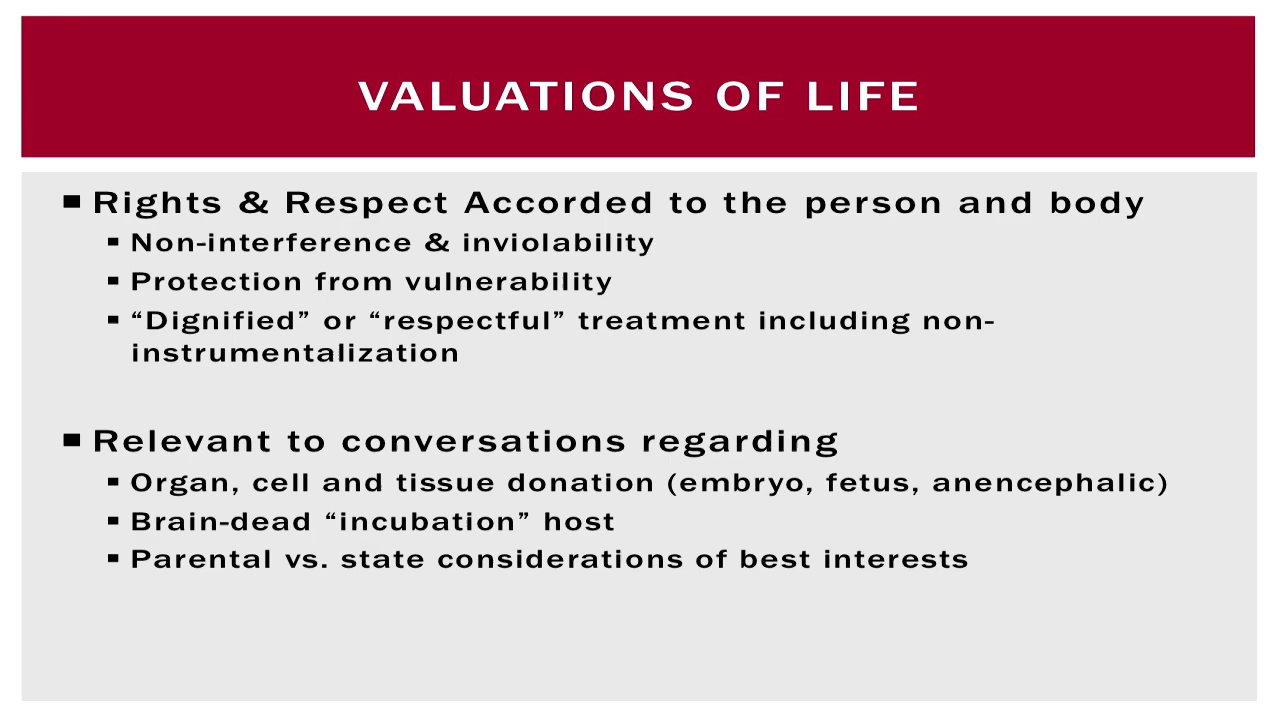 VALUATIONS OF LIFE
▪ Rights & Respect Accorded to the person and body
▪ Non-interference & inviolability
▪ Protection from vulnerability
▪ “Dignified” or “respectful” treatment including non-
instrumentalization
▪ Relevant to conversations regarding
▪ Organ, cell and tissue donation (embryo, fetus, anencephalic)
▪ Brain-dead “incubation” host
▪ Parental vs. state considerations of best interests